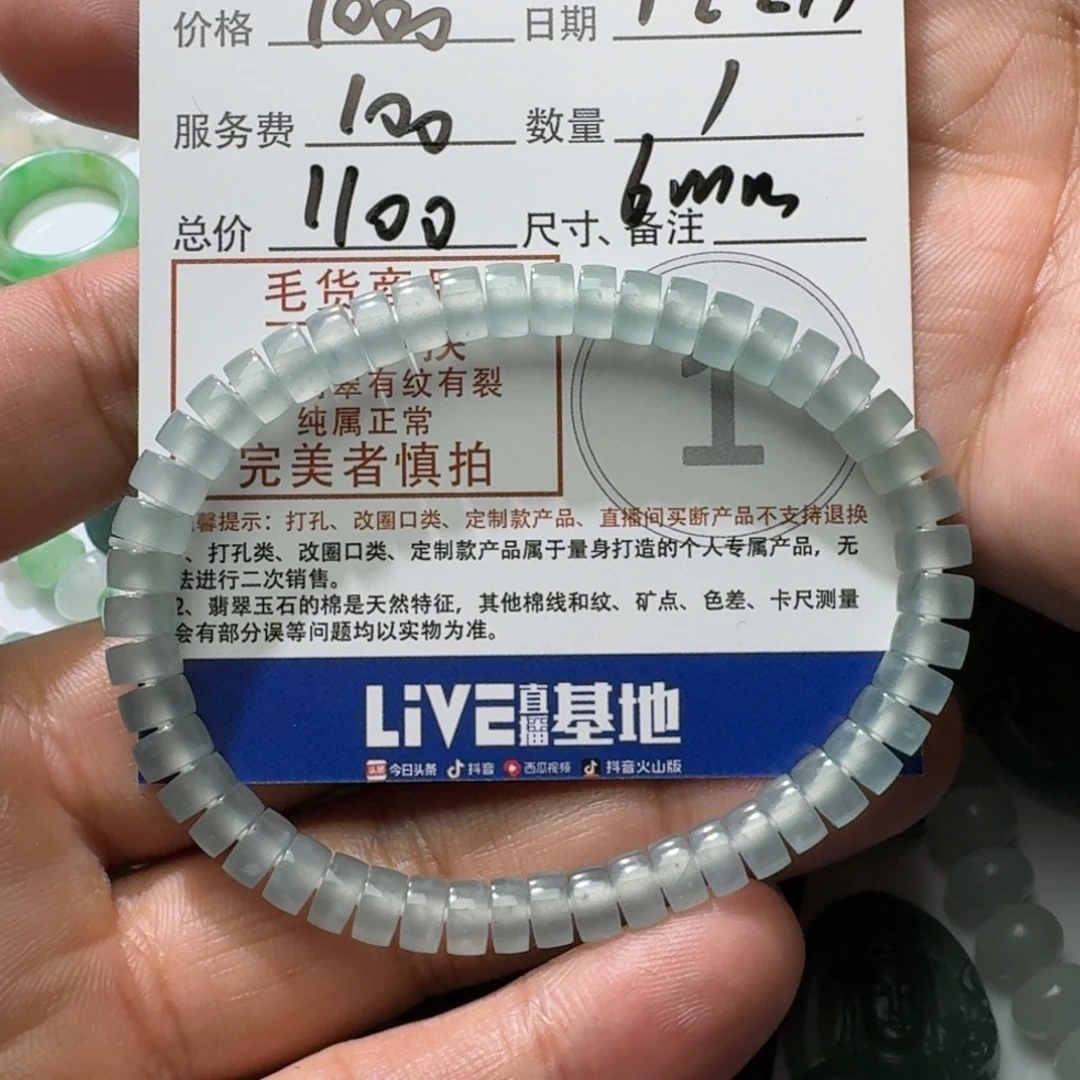 价格 1000 日期
服务费 100 数量 1
总价 1100 尺寸、备注 6mm
毛货商品
翠有纹有裂
纯属正常
完美者慎拍
1
馨提示：打孔、改圈口类、定制款产品、直播间买断产品不支持退换
、打孔类、改圈口类、定制款产品属于量身打造的个人专属产品，无
法进行二次销售。
2、翡翠玉石的棉是天然特征，其他棉线和纹、矿点、色差、卡尺测量
会有部分误等问题均以实物为准。
LiVE直播基地
头条 今日头条 抖音 西瓜视频 抖音火山版